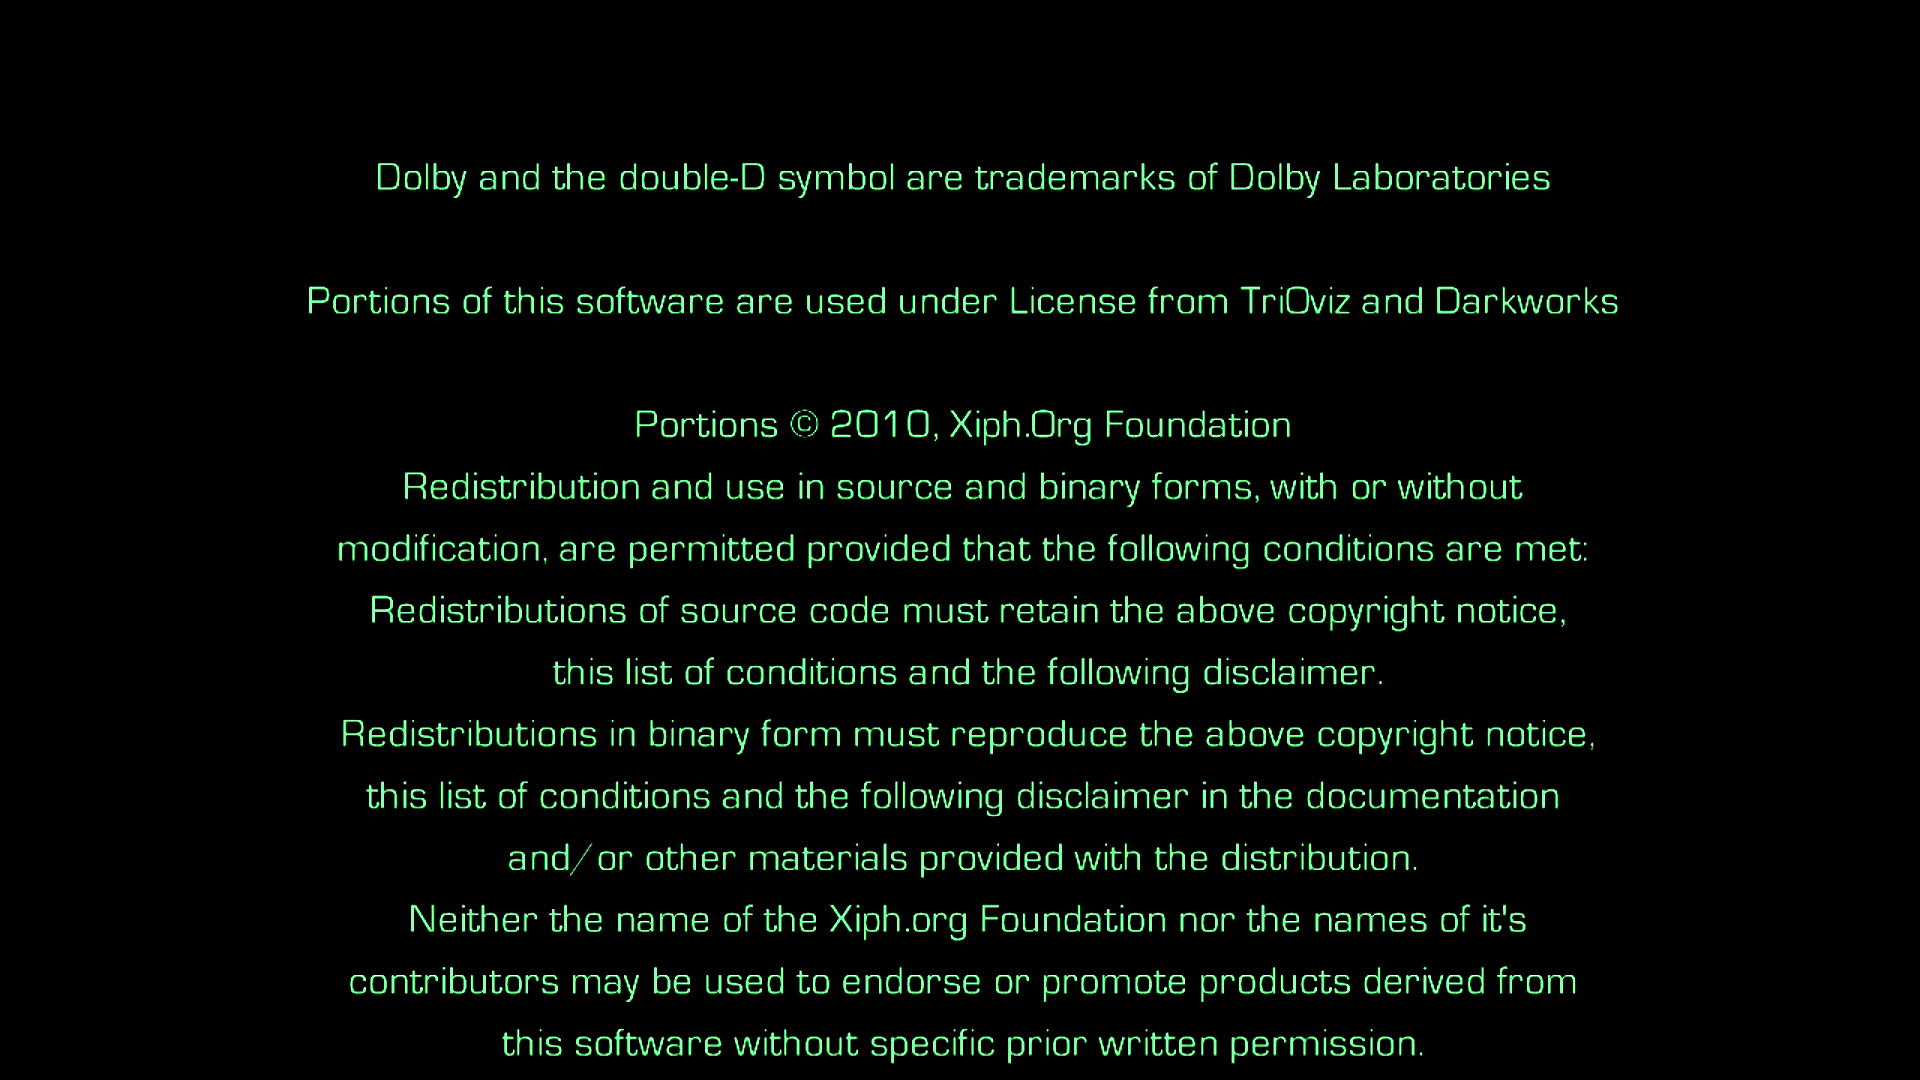 Dolby and the double-D symbol are trademarks of Dolby Laboratories
Portions of this software are used under License from TriOviz and Darkworks
Portions © 2010, Xiph.Org Foundation
Redistribution and use in source and binary forms, with or without
modification, are permitted provided that the following conditions are met:
Redistributions of source code must retain the above copyright notice,
this list of conditions and the following disclaimer.
Redistributions in binary form must reproduce the above copyright notice,
this list of conditions and the following disclaimer in the documentation
and/or other materials provided with the distribution.
Neither the name of the Xiph.org Foundation nor the names of it's
contributors may be used to endorse or promote products derived from
this software without specific prior written permission.